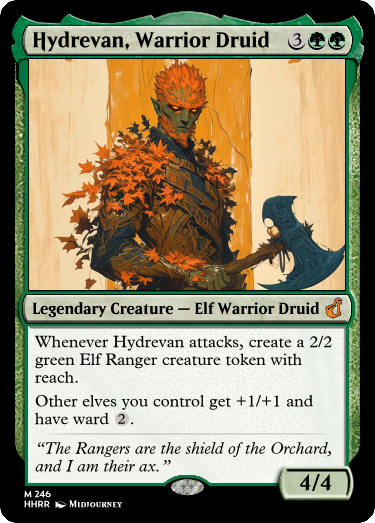 Hydrevan, Warrior Druid 3
Legendary Creature — Elf Warrior Druid
Whenever Hydrevan attacks, create a 2/2
green Elf Ranger creature token with
reach.
Other elves you control get +1/+1 and
have ward 2.
“The Rangers are the shield of the Orchard,
and I am their ax.”
4/4
M 246
HHRR Midjourney